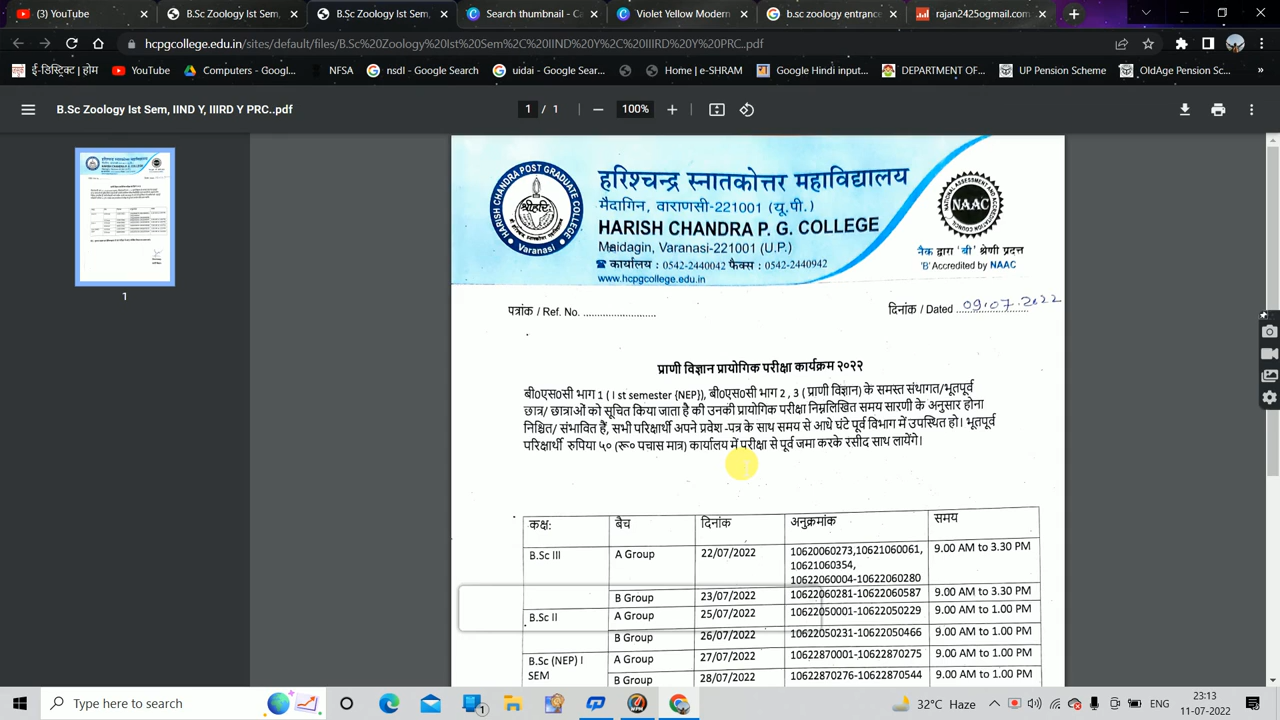 (3) YouTube
B.Sc Ist Sem,
B.Sc Ist Sem,
Search thumbnail - Ca
Violet Yellow Modern
b.sc botany entrance
rajan2425ogmail.com
hcpgcollege.edu.in/sites/default/files/B.Sc%20Zoology%20Ist%20Sem%2C%20IIND%20Y%2C%20IIIRD%20Y%20PRC..pdf
ई-डिस्ट्रिक्ट | होम
YouTube
Computers - Googl...
NFSA
nsdl - Google Search
uidai - Google Sear...
Home | e-SHRAM
Google Hindi input...
DEPARTMENT OF...
UP Pension Scheme
OldAge Pension Sc...
»
B.Sc Zoology Ist Sem, IIND Y, IIIRD Y PRC..pdf
1 / 1
100%
1
HARISH CHANDRA POST GRADUATE COLLEGE
Varanasi
हरिश्चन्द्र स्नातकोत्तर महाविद्यालय
मैदागिन, वाराणसी-221001 (यू.पी.)
HARISH CHANDRA P. G. COLLEGE
Maidagin, Varanasi-221001 (U.P.)
कार्यालय : 0542-2440042 फैक्स : 0542-2440942
www.hcpgcollege.edu.in
NAAC
नैक द्वारा 'बी' श्रेणी प्रदत्त
'B' Accredited by NAAC
पत्रांक / Ref. No. ........................
दिनांक / Dated 09.07.2022
प्राणी विज्ञान प्रायोगिक परीक्षा कार्यक्रम २०२२
बी0एस0सी भाग 1 ( I st semester {NEP}), बी0एस0सी भाग 2 , 3 ( प्राणी विज्ञान) के समस्त संथागत/भूतपूर्व
छात्र/ छात्राओं को सूचित किया जाता है की उनकी प्रायोगिक परीक्षा निम्नलिखित समय सारणी के अनुसार होना
निश्चित/ संभावित हैं, सभी परिक्षार्थी अपने प्रवेश -पत्र के साथ समय से आधे घंटे पूर्व विभाग में उपस्थित हो। भूतपूर्व
परिक्षार्थी रुपिया ५० (रू० पचास मात्र) कार्यालय में परीक्षा से पूर्व जमा करके रसीद साथ लायेंगे।
कक्ष: बैच दिनांक अनुक्रमांक समय
B.Sc III A Group 22/07/2022 10620060273,10621060061, 9.00 AM to 3.30 PM
10621060354,
10622060004-10622060280
B Group 23/07/2022 10622060281-10622060587 9.00 AM to 3.30 PM
B.Sc II A Group 25/07/2022 10622050001-10622050229 9.00 AM to 1.00 PM
B Group 26/07/2022 10622050231-10622050466 9.00 AM to 1.00 PM
B.Sc (NEP) I A Group 27/07/2022 10622870001-10622870275 9.00 AM to 1.00 PM
SEM B Group 28/07/2022 10622870276-10622870544 9.00 AM to 1.00 PM
Type here to search
1
32°C Haze
ENG
23:13
11-07-2022